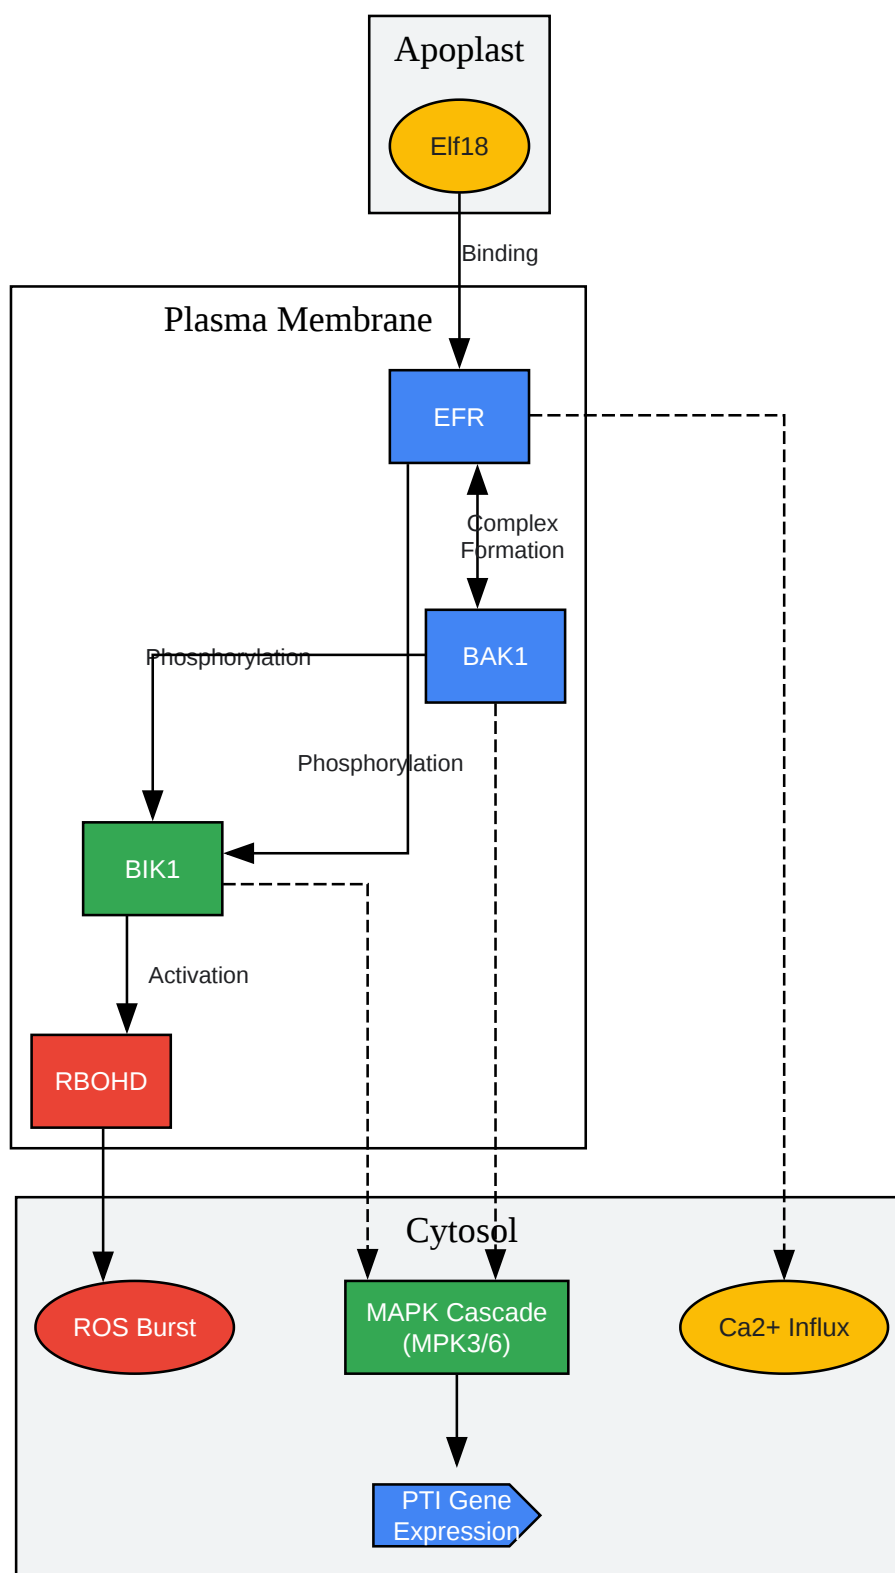 Apoplast
Elf18
Binding
Plasma Membrane
EFR
Complex
Formation
Phosphorylation
BAK1
Phosphorylation
BIK1
Activation
RBOHD
Cytosol
ROS Burst
MAPK Cascade
(MPK3/6)
Ca2+ Influx
PTI Gene
Expression